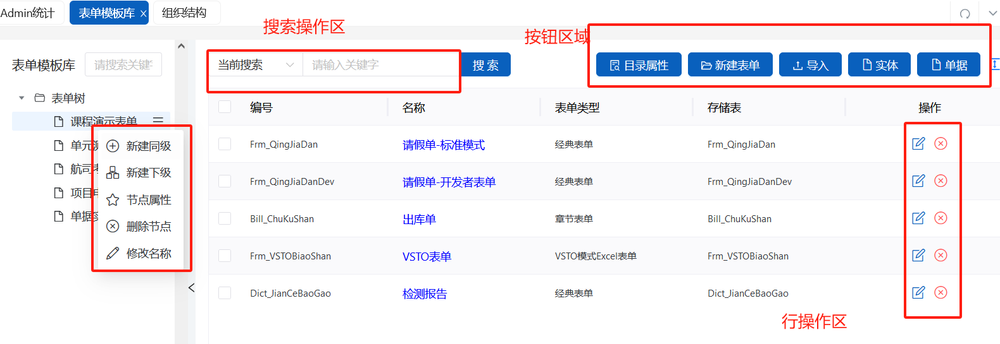 Admin统计 表单模板库 × 组织结构
搜索操作区
按钮区域
表单模板库 请搜索关键字
当前搜索 请输入关键字 搜 索
目录属性 新建表单 导入 实体 单据
表单树
课程演示表单
单元
航司
项目
单据
新建同级
新建下级
节点属性
删除节点
修改名称
编号 名称 表单类型 存储表 操作
Frm_QingJiaDan 请假单-标准模式 经典表单 Frm_QingJiaDan
Frm_QingJiaDanDev 请假单-开发者表单 经典表单 Frm_QingJiaDanDev
Bill_ChuKuShan 出库单 章节表单 Bill_ChuKuShan
Frm_VSTOBiaoShan VSTO表单 VSTO模式Excel表单 Frm_VSTOBiaoShan
Dict_JianCeBaoGao 检测报告 经典表单 Dict_JianCeBaoGao
行操作区